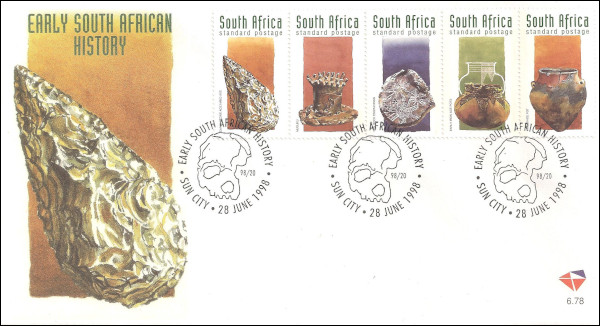 EARLY SOUTH AFRICAN
HISTORY
South Africa
standard postage
South Africa
standard postage
South Africa
standard postage
South Africa
standard postage
South Africa
standard postage
EARLY SOUTH AFRICAN HISTORY
98/20
SUN CITY • 28 JUNE 1998
EARLY SOUTH AFRICAN HISTORY
98/20
SUN CITY • 28 JUNE 1998
EARLY SOUTH AFRICAN HISTORY
98/20
SUN CITY • 28 JUNE 1998
6.78